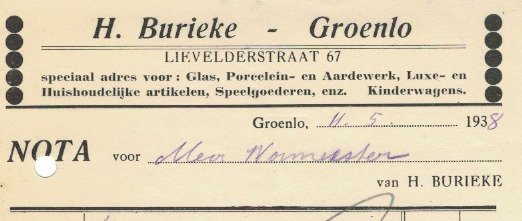 H. Burieke - Groenlo
LIEVELDERSTRAAT 67
speciaal adres voor: Glas, Porcelein- en Aardewerk, Luxe- en
Huishoudelijke artikelen, Speelgoederen, enz. Kinderwagens.
Groenlo, 11.5. 1938
NOTA voor
van H. BURIEKE